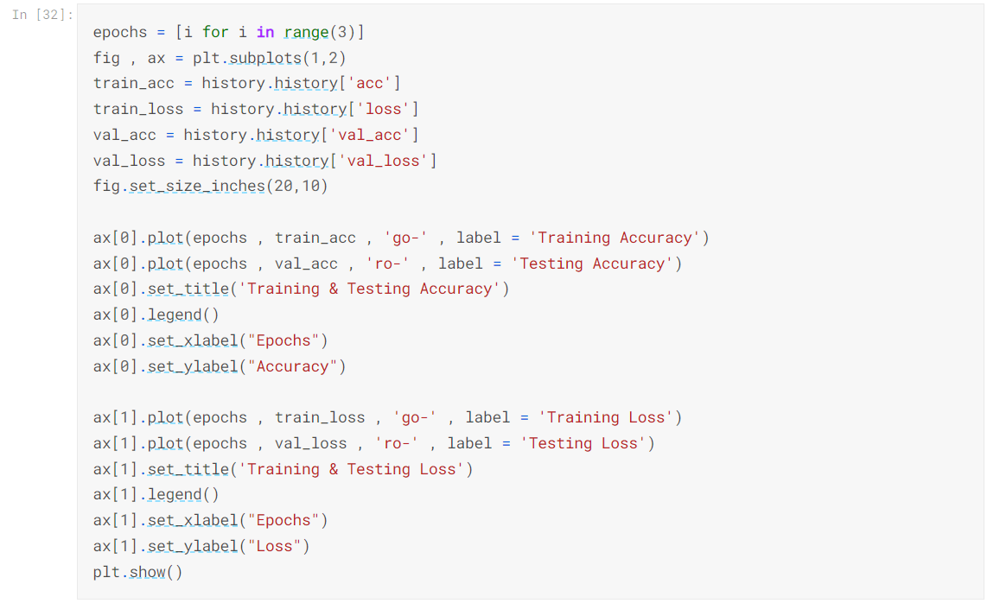 In [32]:
epochs = [i for i in range(3)]
fig , ax = plt.subplots(1,2)
train_acc = history.history['acc']
train_loss = history.history['loss']
val_acc = history.history['val_acc']
val_loss = history.history['val_loss']
fig.set_size_inches(20,10)

ax[0].plot(epochs , train_acc , 'go-' , label = 'Training Accuracy')
ax[0].plot(epochs , val_acc , 'ro-' , label = 'Testing Accuracy')
ax[0].set_title('Training & Testing Accuracy')
ax[0].legend()
ax[0].set_xlabel("Epochs")
ax[0].set_ylabel("Accuracy")

ax[1].plot(epochs , train_loss , 'go-' , label = 'Training Loss')
ax[1].plot(epochs , val_loss , 'ro-' , label = 'Testing Loss')
ax[1].set_title('Training & Testing Loss')
ax[1].legend()
ax[1].set_xlabel("Epochs")
ax[1].set_ylabel("Loss")
plt.show()